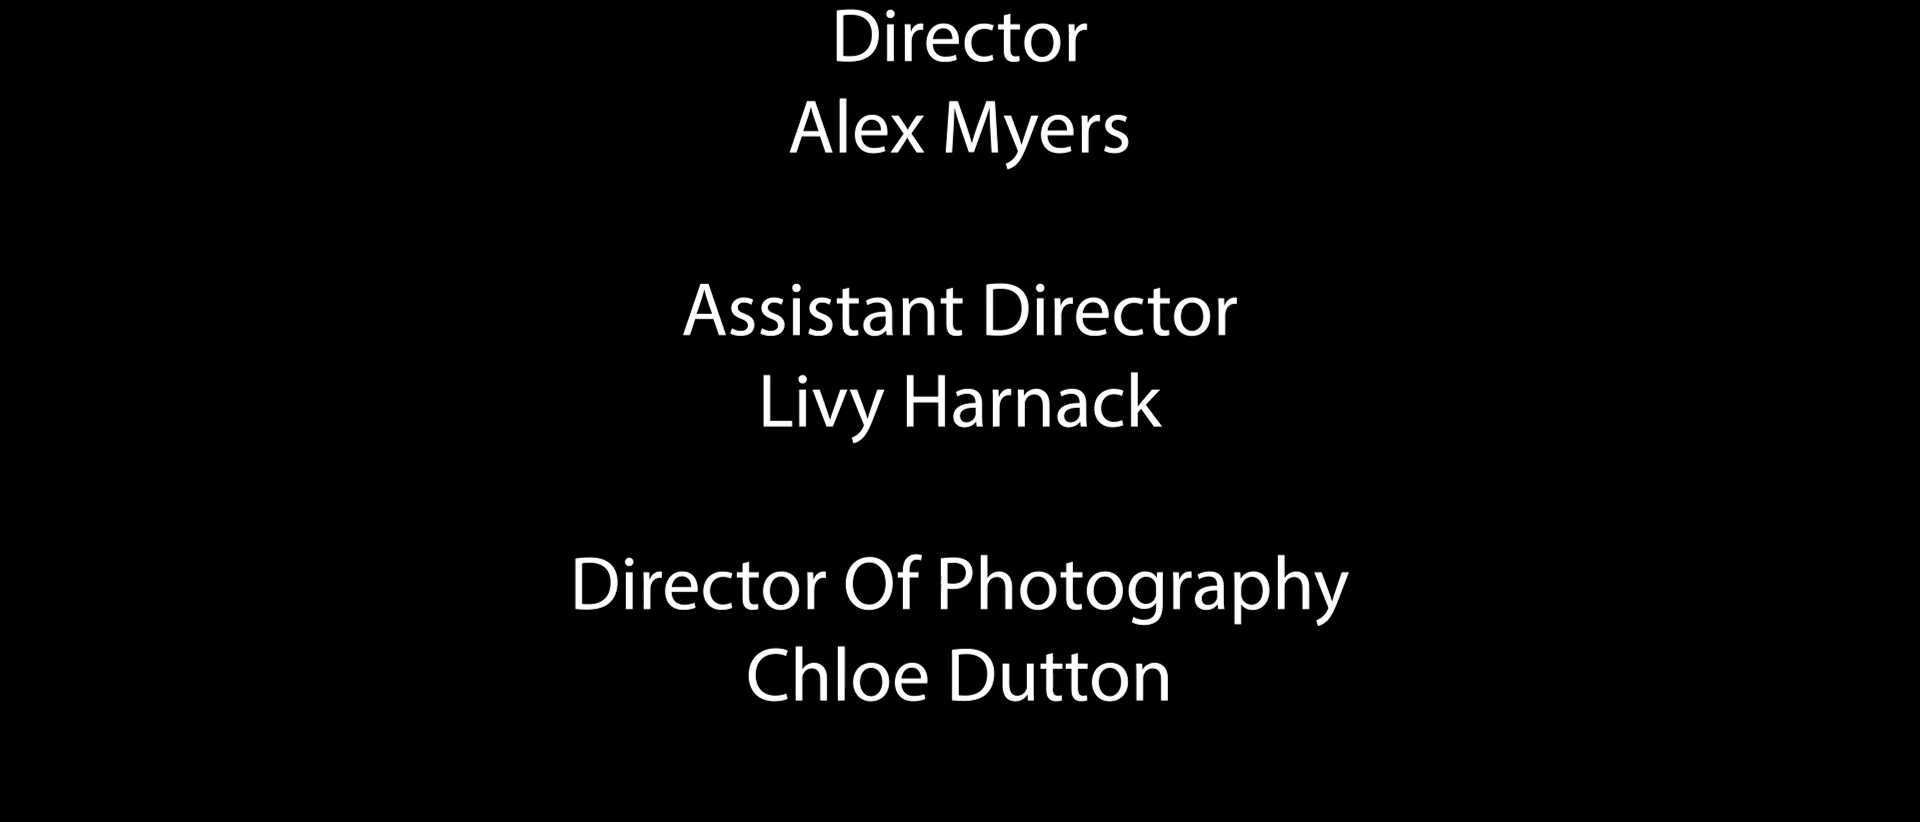 Director
Alex Myers
Assistant Director
Livy Harnack
Director Of Photography
Chloe Dutton